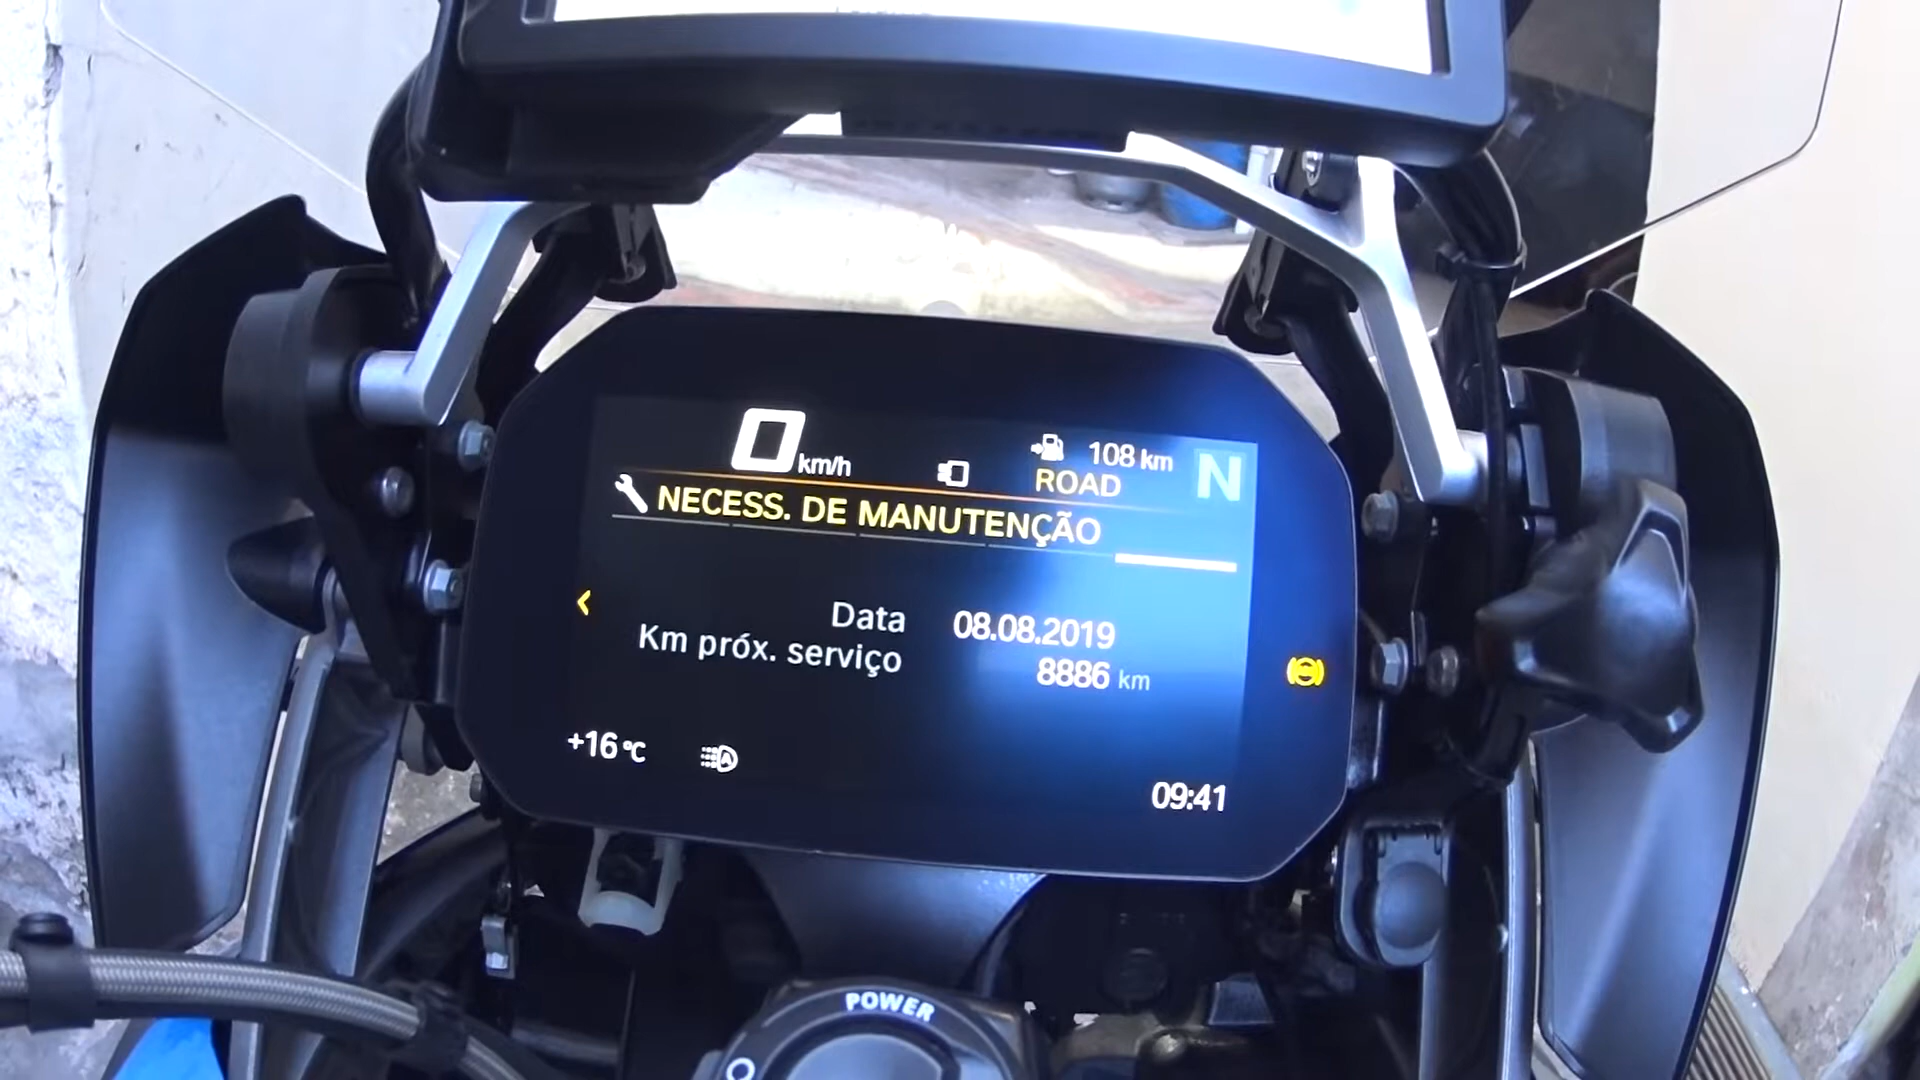 0 km/h
108 km
ROAD
N
NECESS. DE MANUTENÇÃO
Data 08.08.2019
Km próx. serviço 8886 km
+16°C
09:41
POWER